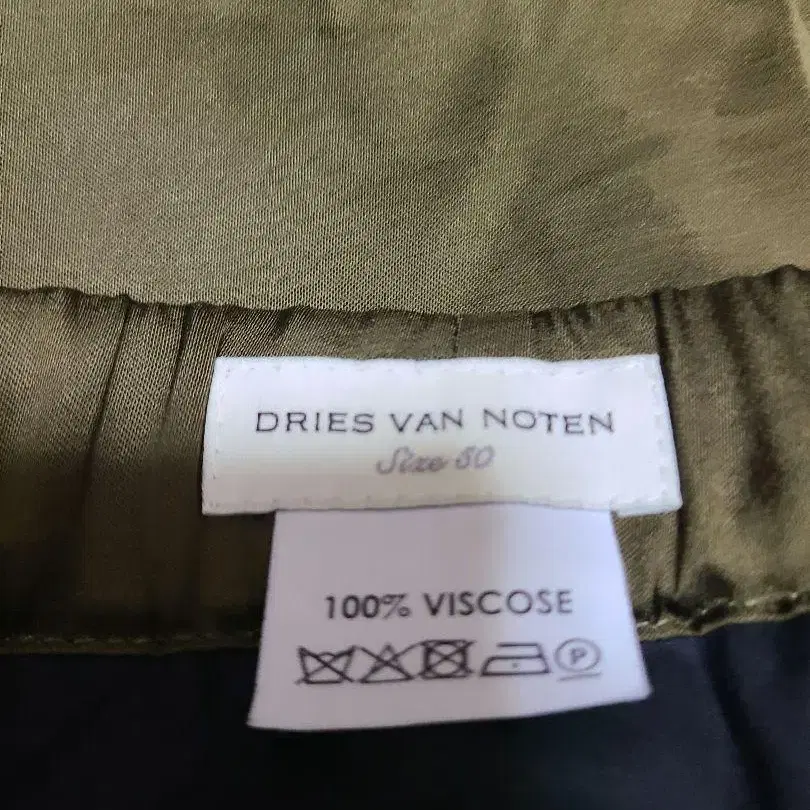 DRIES VAN NOTEN
Size 50
100% VISCOSE
P